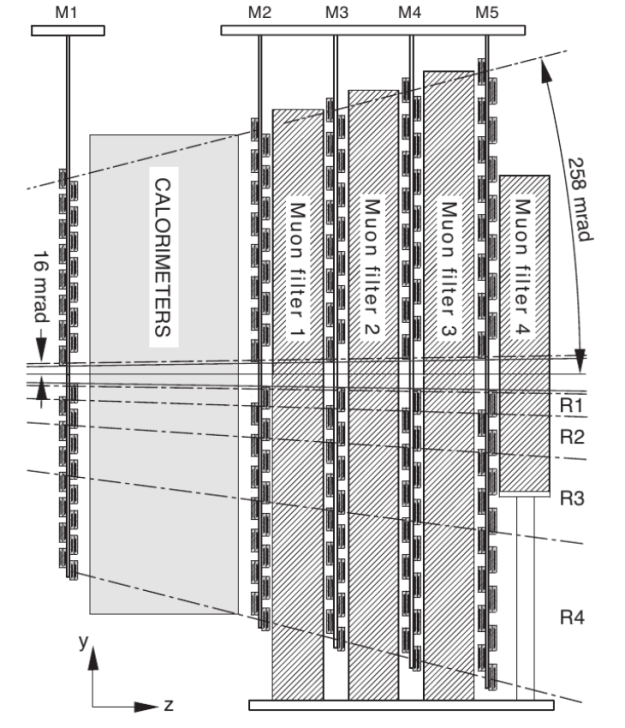 M1
M2
M3
M4
M5
CALORIMETERS
Muon filter 1
Muon filter 2
Muon filter 3
Muon filter 4
258 mrad
16 mrad
R1
R2
R3
R4
y
z